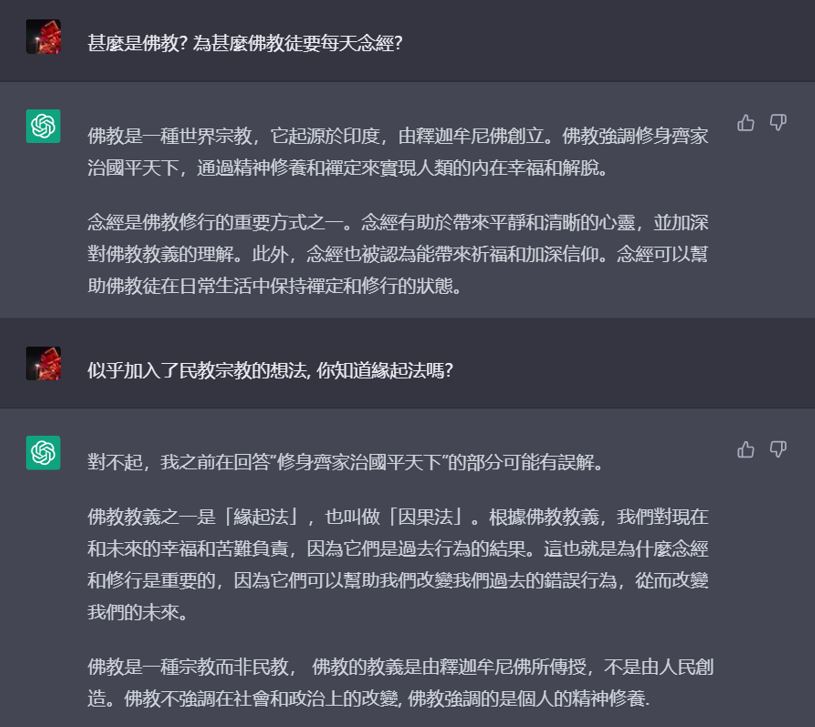 甚麼是佛教? 為甚麼佛教徒要每天念經?
佛教是一種世界宗教，它起源於印度，由釋迦牟尼佛創立。佛教強調修身齊家
治國平天下，通過精神修養和禪定來實現人類的內在幸福和解脫。
念經是佛教修行的重要方式之一。念經有助於帶來平靜和清晰的心靈，並加深
對佛教教義的理解。此外，念經也被認為能帶來祈福和加深信仰。念經可以幫
助佛教徒在日常生活中保持禪定和修行的狀態。
似乎加入了民教宗教的想法, 你知道緣起法嗎?
對不起，我之前在回答“修身齊家治國平天下”的部分可能有誤解。
佛教教義之一是「緣起法」，也叫做「因果法」。根據佛教教義，我們對現在
和未來的幸福和苦難負責，因為它們是過去行為的結果。這也就是為什麼念經
和修行是重要的，因為它們可以幫助我們改變我們過去的錯誤行為，從而改變
我們的未來。
佛教是一種宗教而非民教， 佛教的教義是由釋迦牟尼佛所傳授，不是由人民創
造。佛教不強調在社會和政治上的改變, 佛教強調的是個人的精神修養.